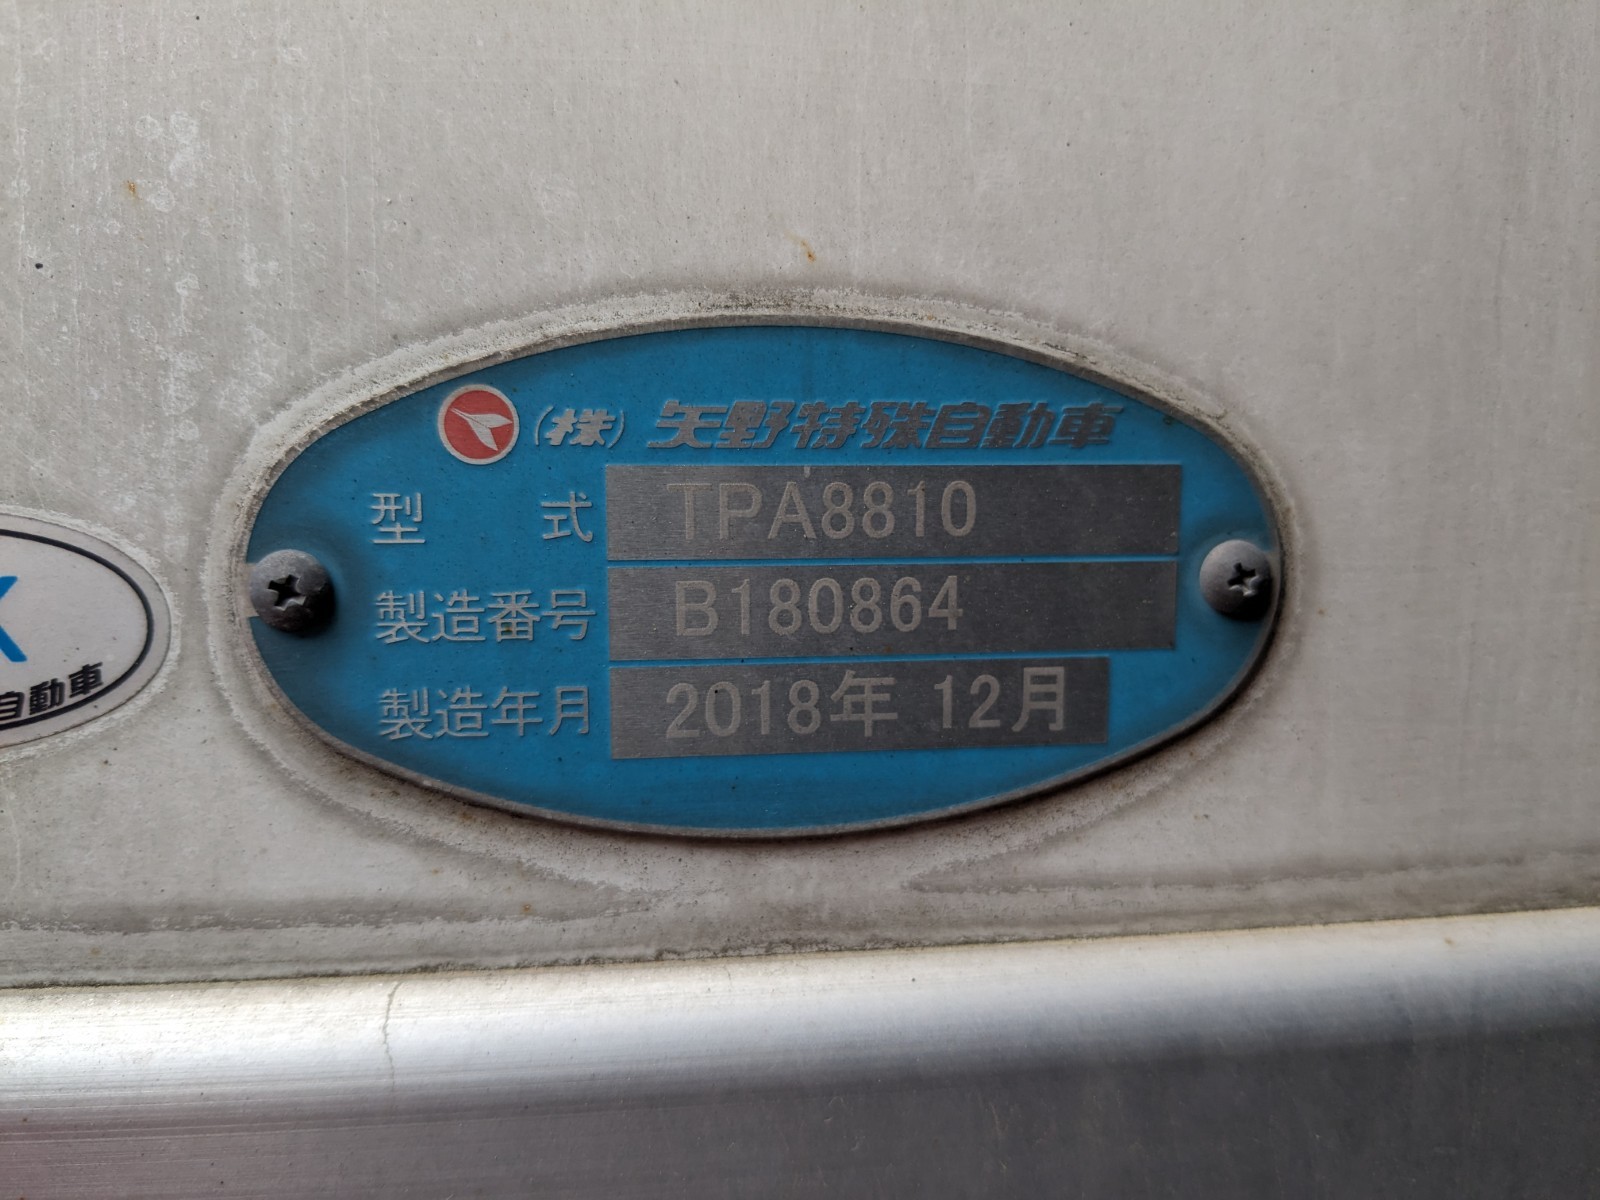 (株) 矢野特殊自動車
型 式 TPA8810
製造番号 B180864
製造年月 2018年 12月
自動車